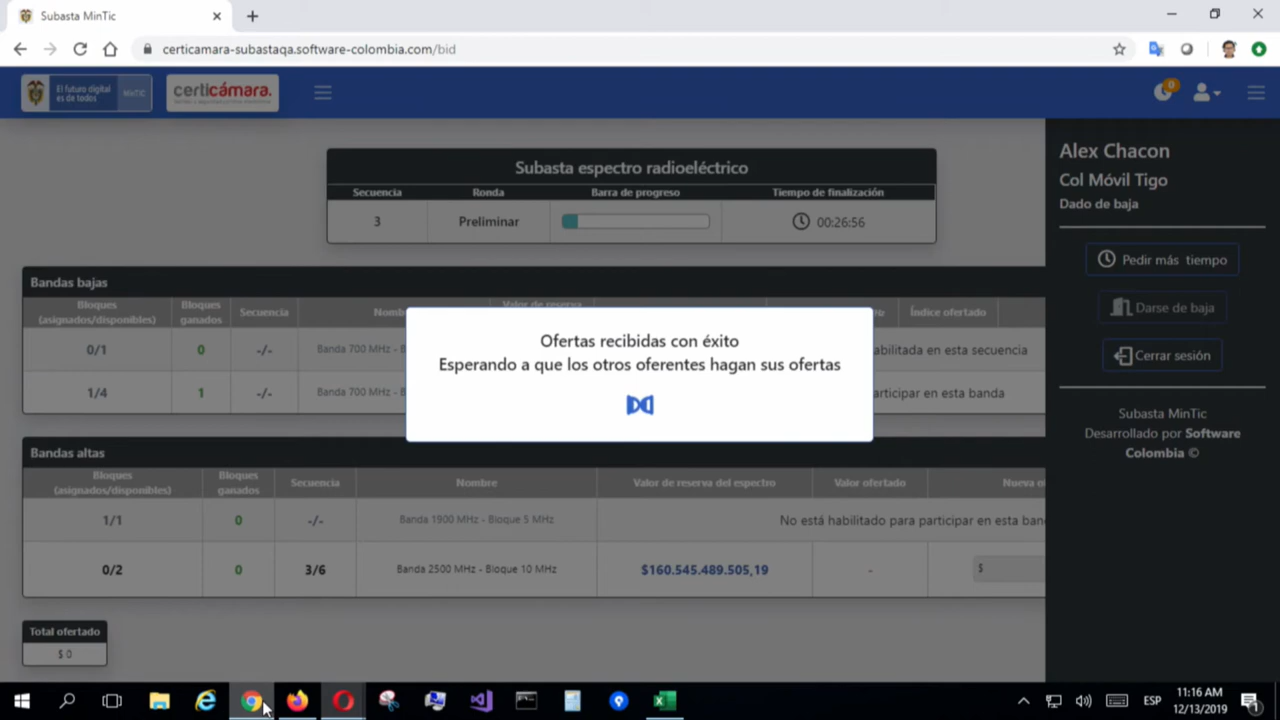 Subasta MinTic
certicamara-subastaqa.software-colombia.com/bid
El futuro digital
es de todos
MinTIC
certicámara.
0
Subasta espectro radioeléctrico
Secuencia Ronda Barra de progreso Tiempo de finalización
3 Preliminar 00:26:56
Alex Chacon
Col Móvil Tigo
Dado de baja
Pedir más tiempo
Darse de baja
Cerrar sesión
Subasta MinTic
Desarrollado por Software
Colombia ©
Bandas bajas
Bloques
(asignados/disponibles)
Bloques
ganados
Secuencia
Valor de reserva
Índice ofertado
0/1 0 -/- Banda 700 MHz
1/4 1 -/- Banda 700 MHz
en esta secuencia
en esta banda
Ofertas recibidas con éxito
Esperando a que los otros oferentes hagan sus ofertas
Bandas altas
Bloques
(asignados/disponibles)
Bloques
ganados
Secuencia Nombre Valor de reserva del espectro Valor ofertado Nueva
1/1 0 -/- Banda 1900 MHz - Bloque 5 MHz No está habilitado para participar en esta
0/2 0 3/6 Banda 2500 MHz - Bloque 10 MHz $160.545.489.505,19 - $
Total ofertado
$ 0
ESP
11:16 AM
12/13/2019
1